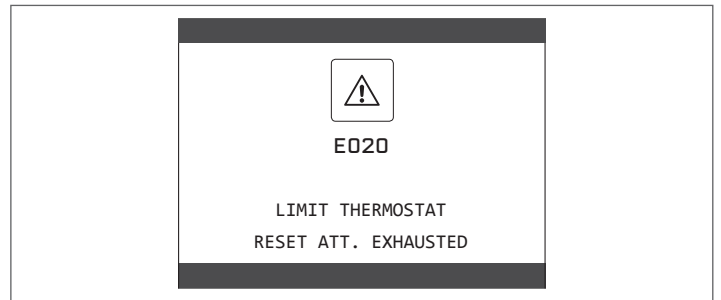 E020
LIMIT THERMOSTAT
RESET ATT. EXHAUSTED